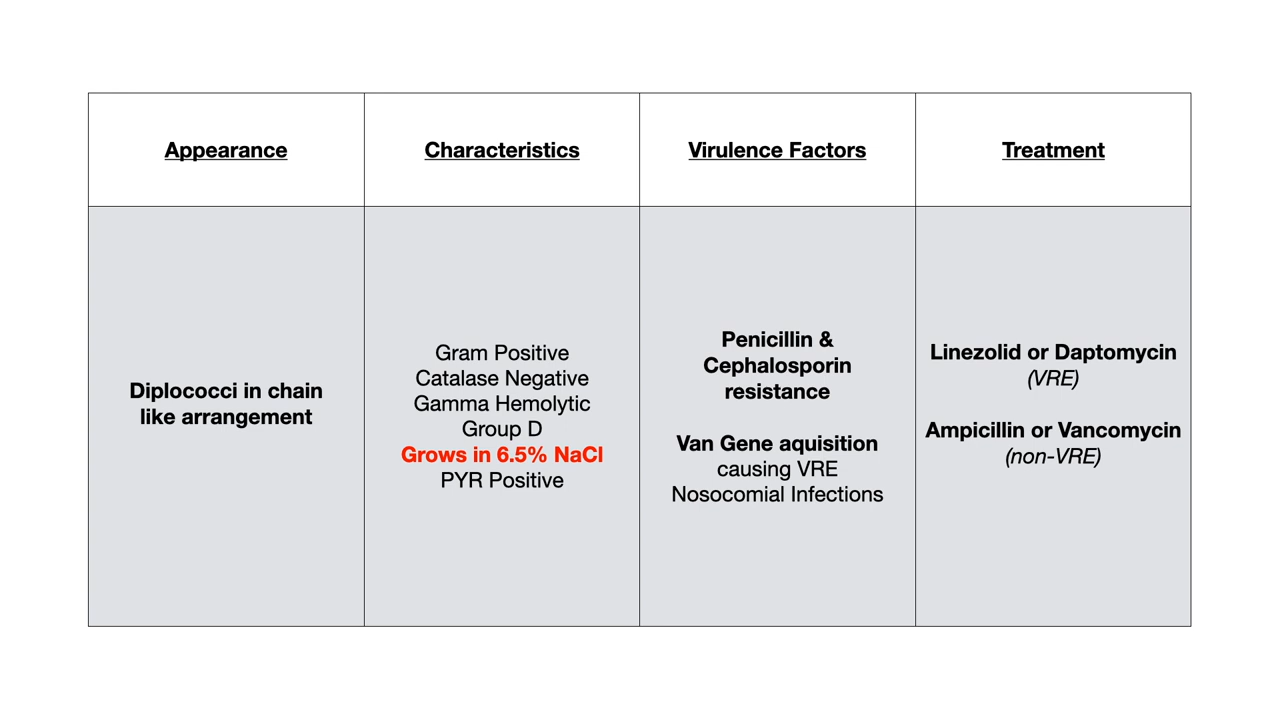 Appearance
Characteristics
Virulence Factors
Treatment
Diplococci in chain
like arrangement
Gram Positive
Catalase Negative
Gamma Hemolytic
Group D
Grows in 6.5% NaCl
PYR Positive
Penicillin &
Cephalosporin
resistance
Van Gene aquisition
causing VRE
Nosocomial Infections
Linezolid or Daptomycin
(VRE)
Ampicillin or Vancomycin
(non-VRE)